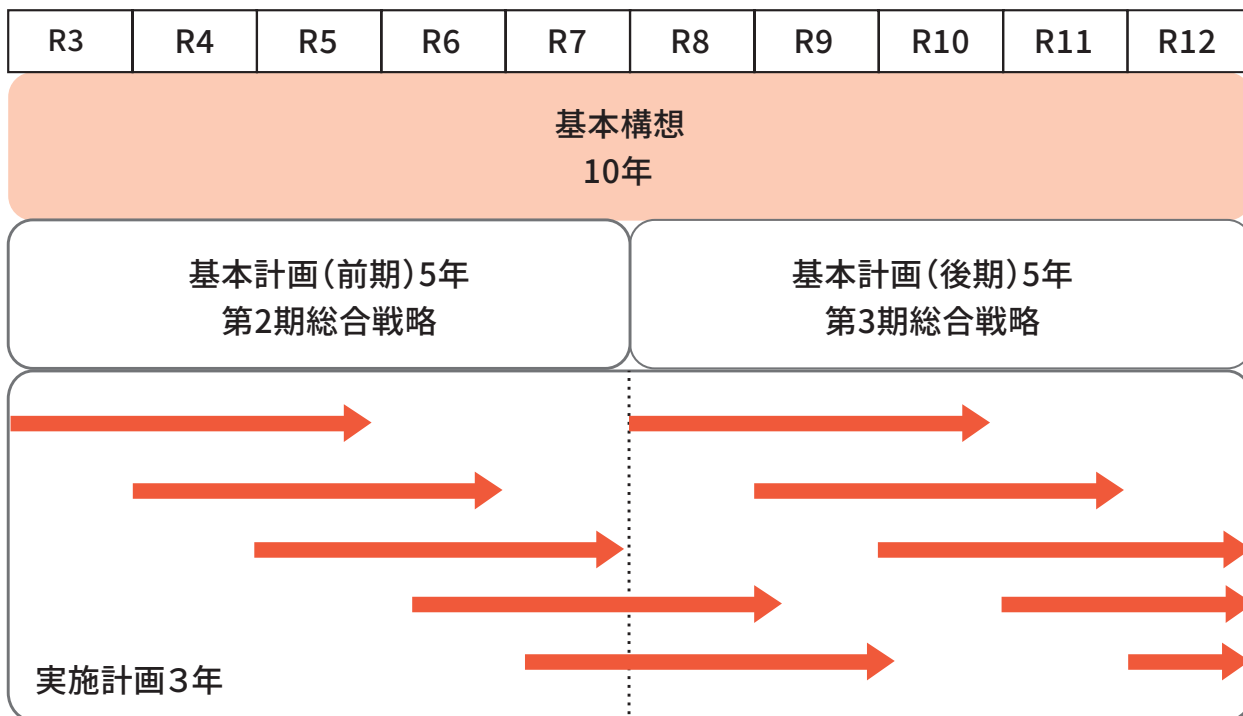 R3 R4 R5 R6 R7 R8 R9 R10 R11 R12
基本構想
10年
基本計画（前期）5年
第2期総合戦略
基本計画（後期）5年
第3期総合戦略
実施計画３年